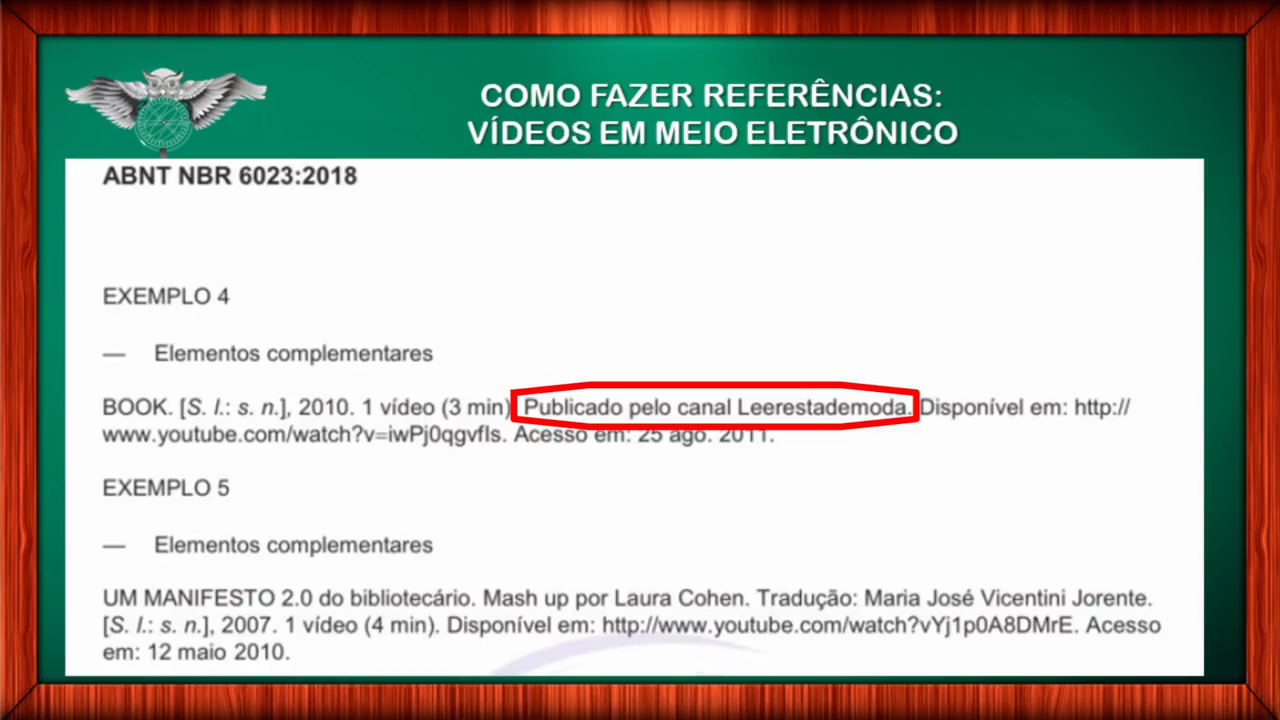 COMO FAZER REFERÊNCIAS:
VÍDEOS EM MEIO ELETRÔNICO
ABNT NBR 6023:2018
EXEMPLO 4
— Elementos complementares
BOOK. [S. l.: s. n.], 2010. 1 vídeo (3 min). Publicado pelo canal Leerestademoda. Disponível em: http://
www.youtube.com/watch?v=iwPj0qgvfIs. Acesso em: 25 ago. 2011.
EXEMPLO 5
— Elementos complementares
UM MANIFESTO 2.0 do bibliotecário. Mash up por Laura Cohen. Tradução: Maria José Vicentini Jorente.
[S. l.: s. n.], 2007. 1 vídeo (4 min). Disponível em: http://www.youtube.com/watch?vYj1p0A8DMrE. Acesso
em: 12 maio 2010.